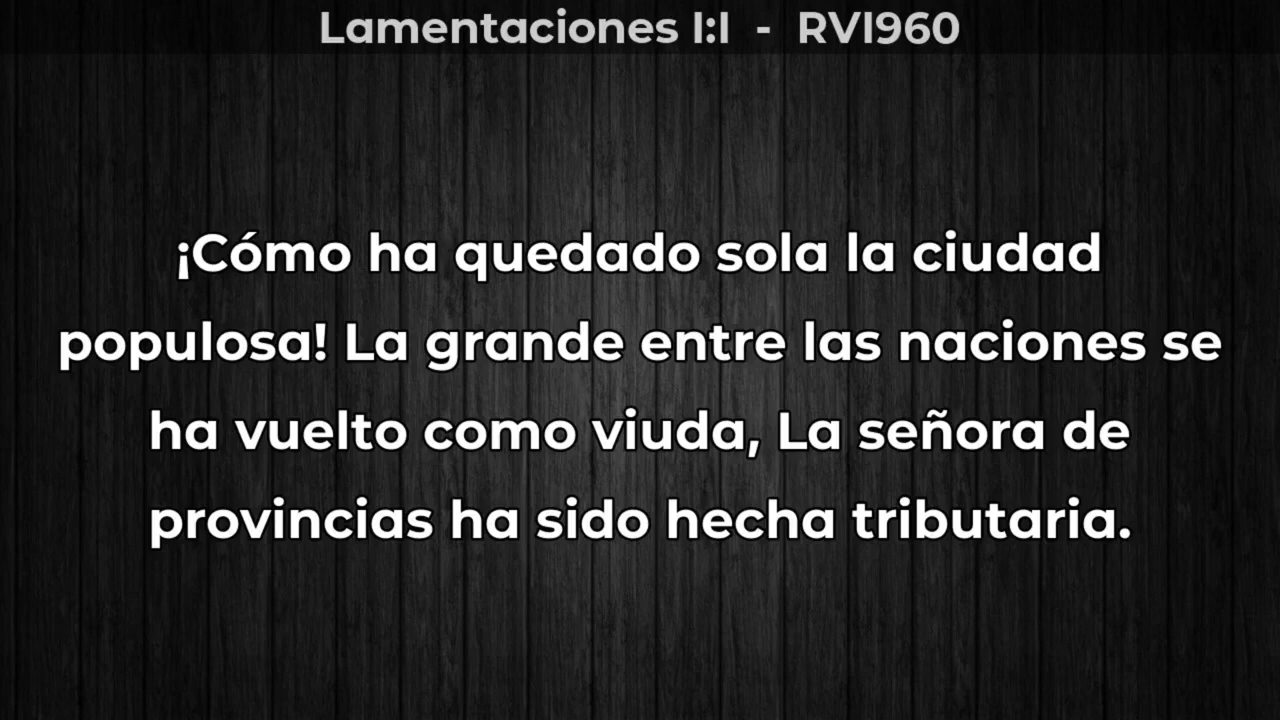 Lamentaciones 1:1 - RV1960
¡Cómo ha quedado sola la ciudad
populosa! La grande entre las naciones se
ha vuelto como viuda, La señora de
provincias ha sido hecha tributaria.